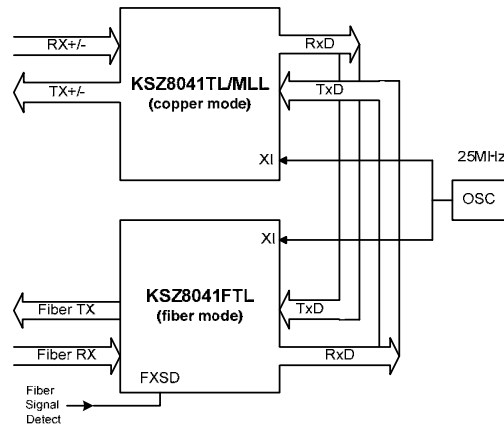 RX+/-
TX+/-
KSZ8041TL/MLL
(copper mode)
RxD
TxD
XI
25MHz
OSC
XI
KSZ8041FTL
(fiber mode)
Fiber TX
Fiber RX
TxD
RxD
FXSD
Fiber
Signal
Detect